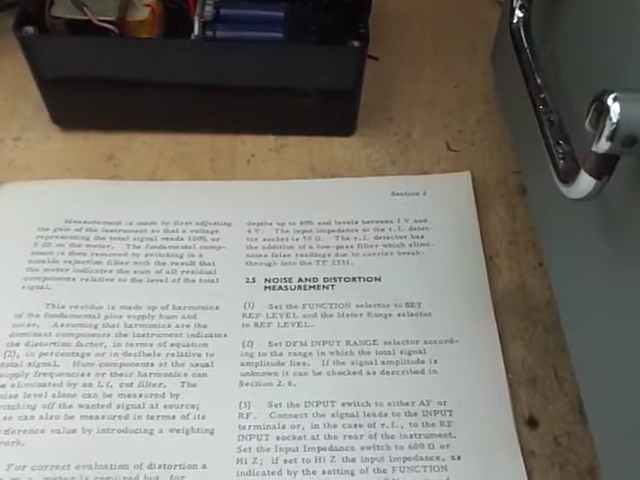 Section 2
Measurement is made by first adjusting
the gain of the instrument so that a voltage
representing the total signal reads 100% or
0 dB on the meter. The fundamental comp-
onent is then removed by switching in a
tunable rejection filter with the result that
the meter indicates the sum of all residual
components relative to the level of the total
signal.
This residue is made up of harmonics
of the fundamental plus supply hum and
noise. Assuming that harmonics are the
dominant components the instrument indicates
the distortion factor, in terms of equation
(2), in percentage or in decibels relative to
total signal. Hum components at the usual
supply frequencies or their harmonics can
be eliminated by an l.f. cut filter. The
noise level alone can be measured by
switching off the wanted signal at source;
can also be measured in terms of its
reference value by introducing a weighting
work.
For correct evaluation of distortion a
meter is required but, for
depths up to 80% and levels between 1 V and
4 V. The input impedance at the r.f. detec-
tor socket is 50 Ω. The r.f. detector has
the addition of a low-pass filter which elimi-
nates false readings due to carrier break-
through into the TF 2331.
2.5 NOISE AND DISTORTION
MEASUREMENT
(1) Set the FUNCTION selector to SET
REF LEVEL and the Meter Range selector
to REF LEVEL.
(2) Set DFM INPUT RANGE selector accord-
ing to the range in which the total signal
amplitude lies. If the signal amplitude is
unknown it can be checked as described in
Section 2.6.
(3) Set the INPUT switch to either AF or
RF. Connect the signal leads to the INPUT
terminals or, in the case of r.f., to the RF
INPUT socket at the rear of the instrument.
Set the Input Impedance switch to 600 Ω or
Hi Z; if set to Hi Z the input impedance, as
indicated by the setting of the FUNCTION